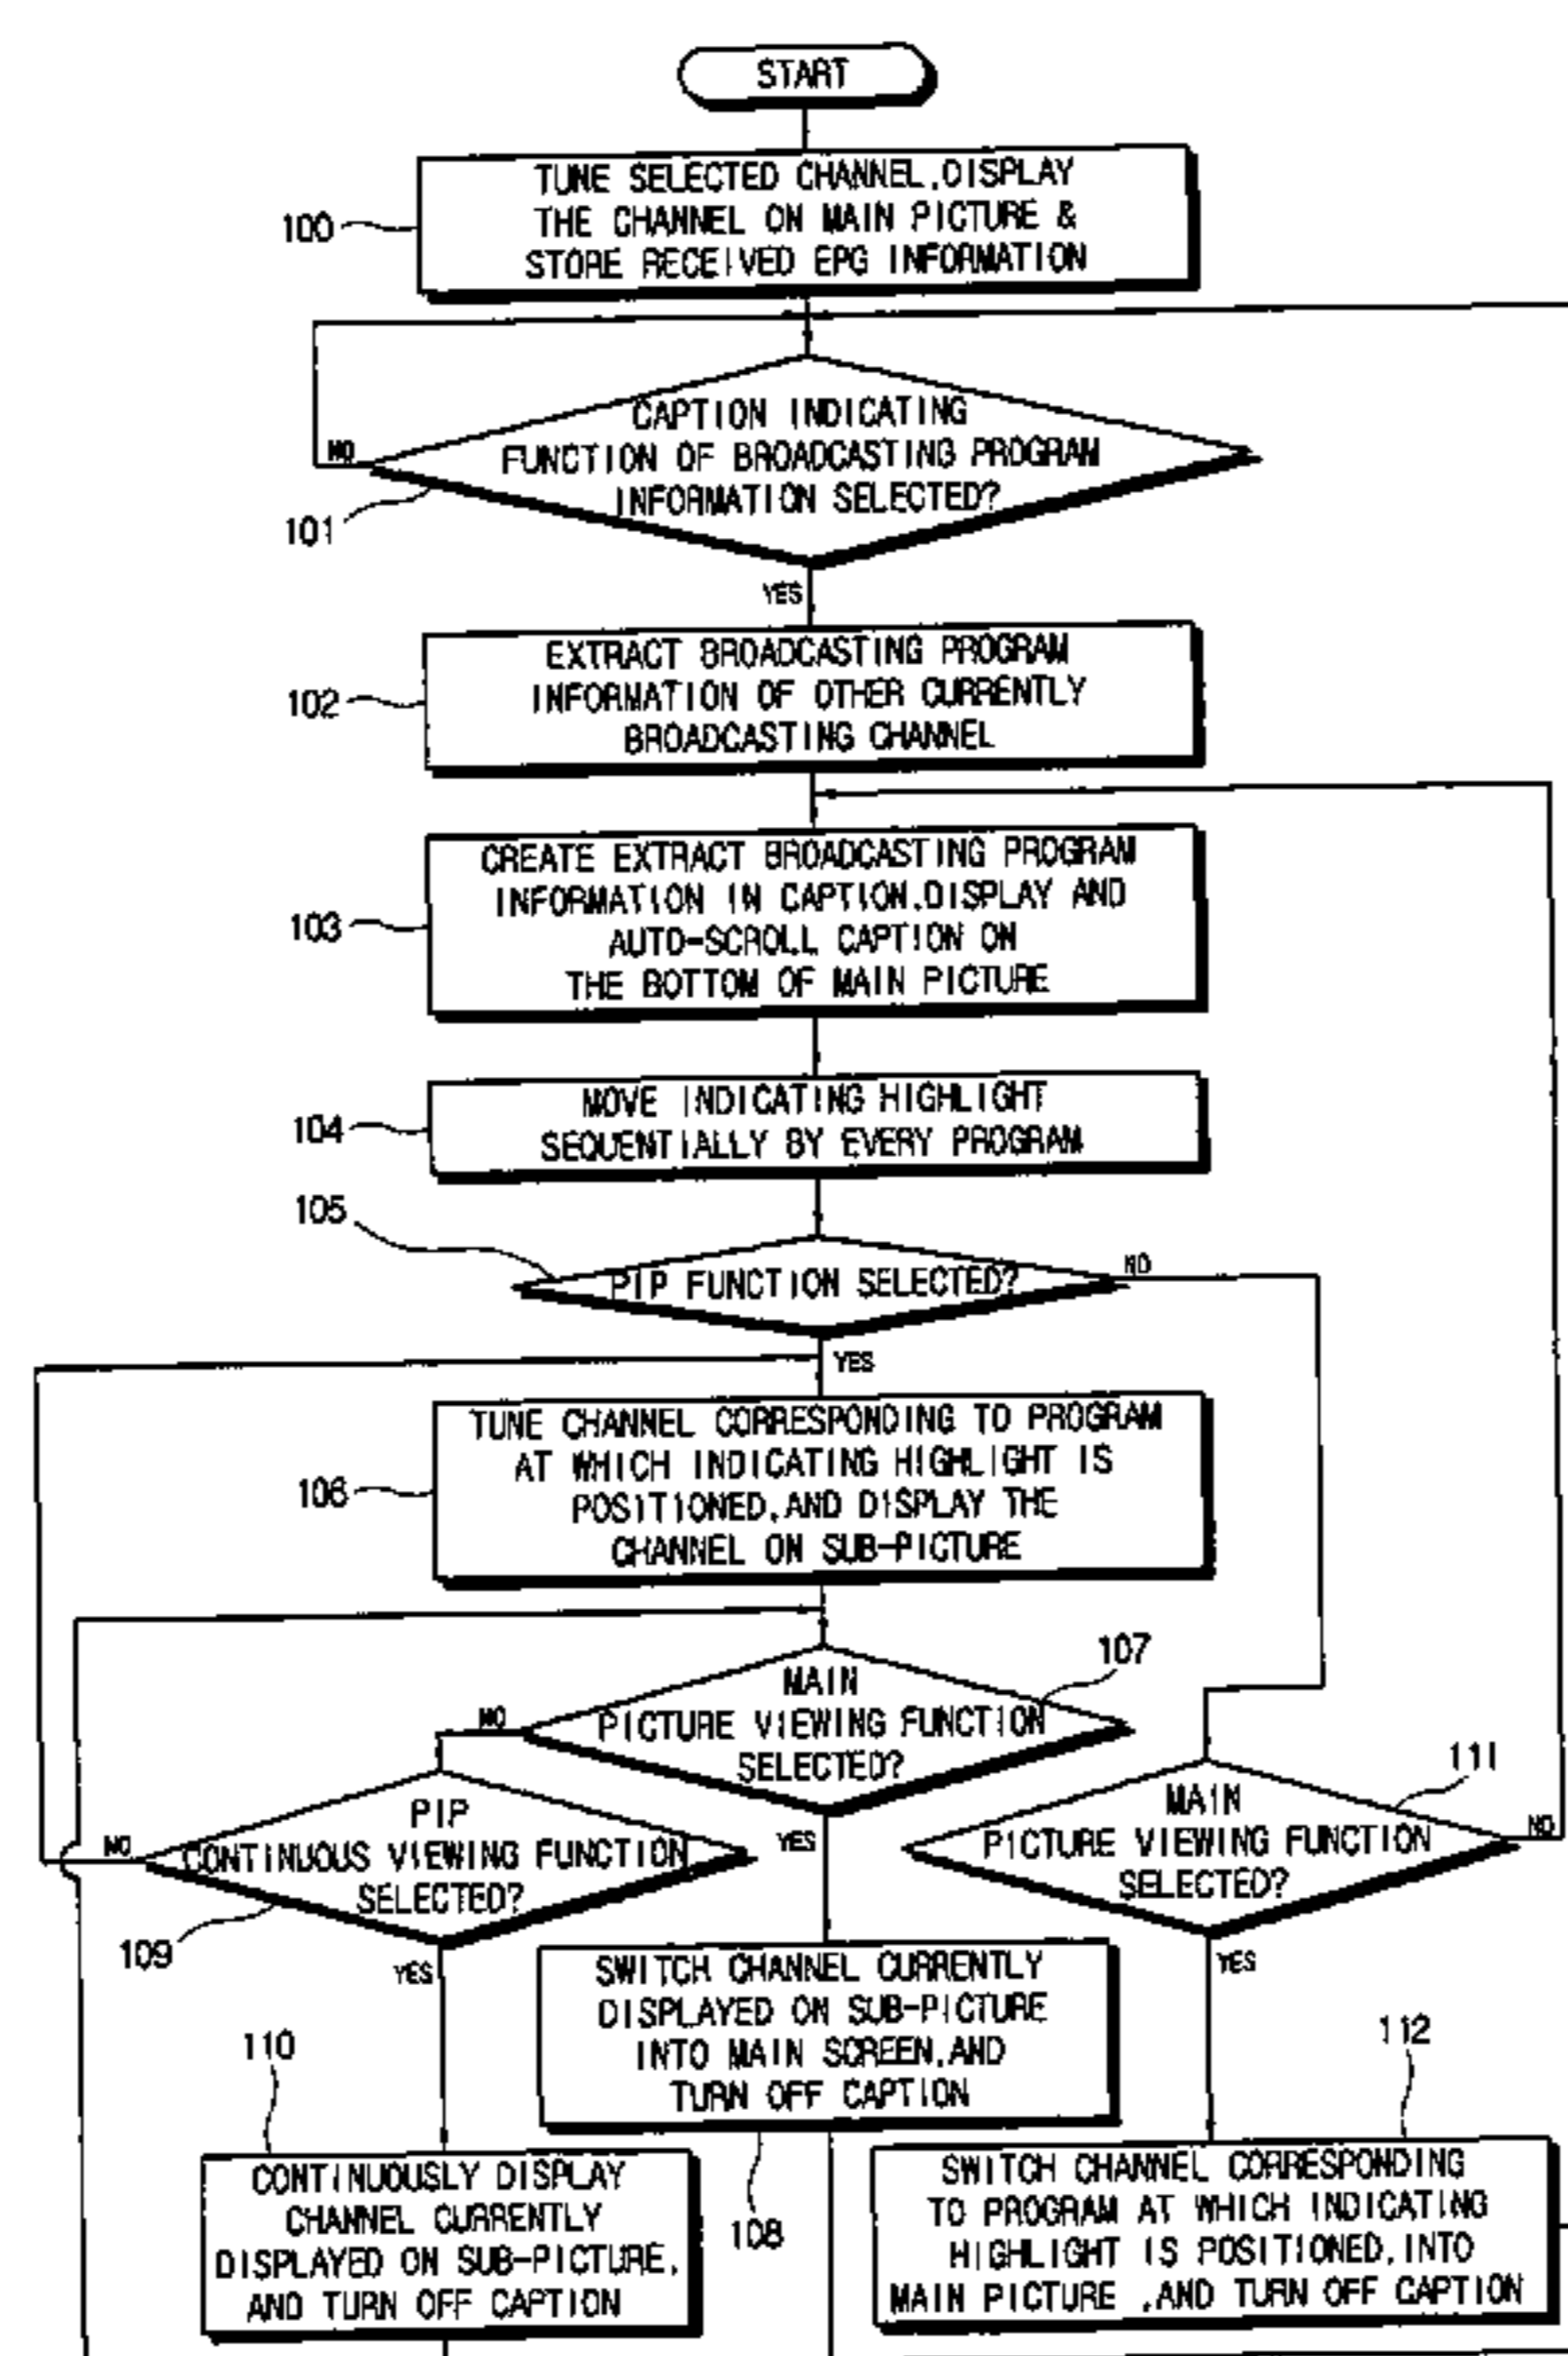 START
TUNE SELECTED CHANNEL,DISPLAY
THE CHANNEL ON MAIN PICTURE &
STORE RECEIVED EPG INFORMATION
100
CAPTION INDICATING
FUNCTION OF BROADCASTING PROGRAM
INFORMATION SELECTED?
NO
101
YES
EXTRACT BROADCASTING PROGRAM
INFORMATION OF OTHER CURRENTLY
BROADCASTING CHANNEL
102
CREATE EXTRACT BROADCASTING PROGRAM
INFORMATION IN CAPTION,DISPLAY AND
AUTO-SCROLL CAPTION ON
THE BOTTOM OF MAIN PICTURE
103
MOVE INDICATING HIGHLIGHT
SEQUENTIALLY BY EVERY PROGRAM
104
105
PIP FUNCTION SELECTED?
NO
YES
TUNE CHANNEL CORRESPONDING TO PROGRAM
AT WHICH INDICATING HIGHLIGHT IS
POSITIONED,AND DISPLAY THE
CHANNEL ON SUB-PICTURE
106
107
MAIN
PICTURE VIEWING FUNCTION
SELECTED?
NO
YES
111
MAIN
PICTURE VIEWING FUNCTION
SELECTED?
NO
YES
PIP
CONTINUOUS VIEWING FUNCTION
SELECTED?
NO
109
YES
SWITCH CHANNEL CURRENTLY
DISPLAYED ON SUB-PICTURE
INTO MAIN SCREEN,AND
TURN OFF CAPTION
108
110
CONTINUOUSLY DISPLAY
CHANNEL CURRENTLY
DISPLAYED ON SUB-PICTURE,
AND TURN OFF CAPTION
112
SWITCH CHANNEL CORRESPONDING
TO PROGRAM AT WHICH INDICATING
HIGHLIGHT IS POSITIONED,INTO
MAIN PICTURE ,AND TURN OFF CAPTION